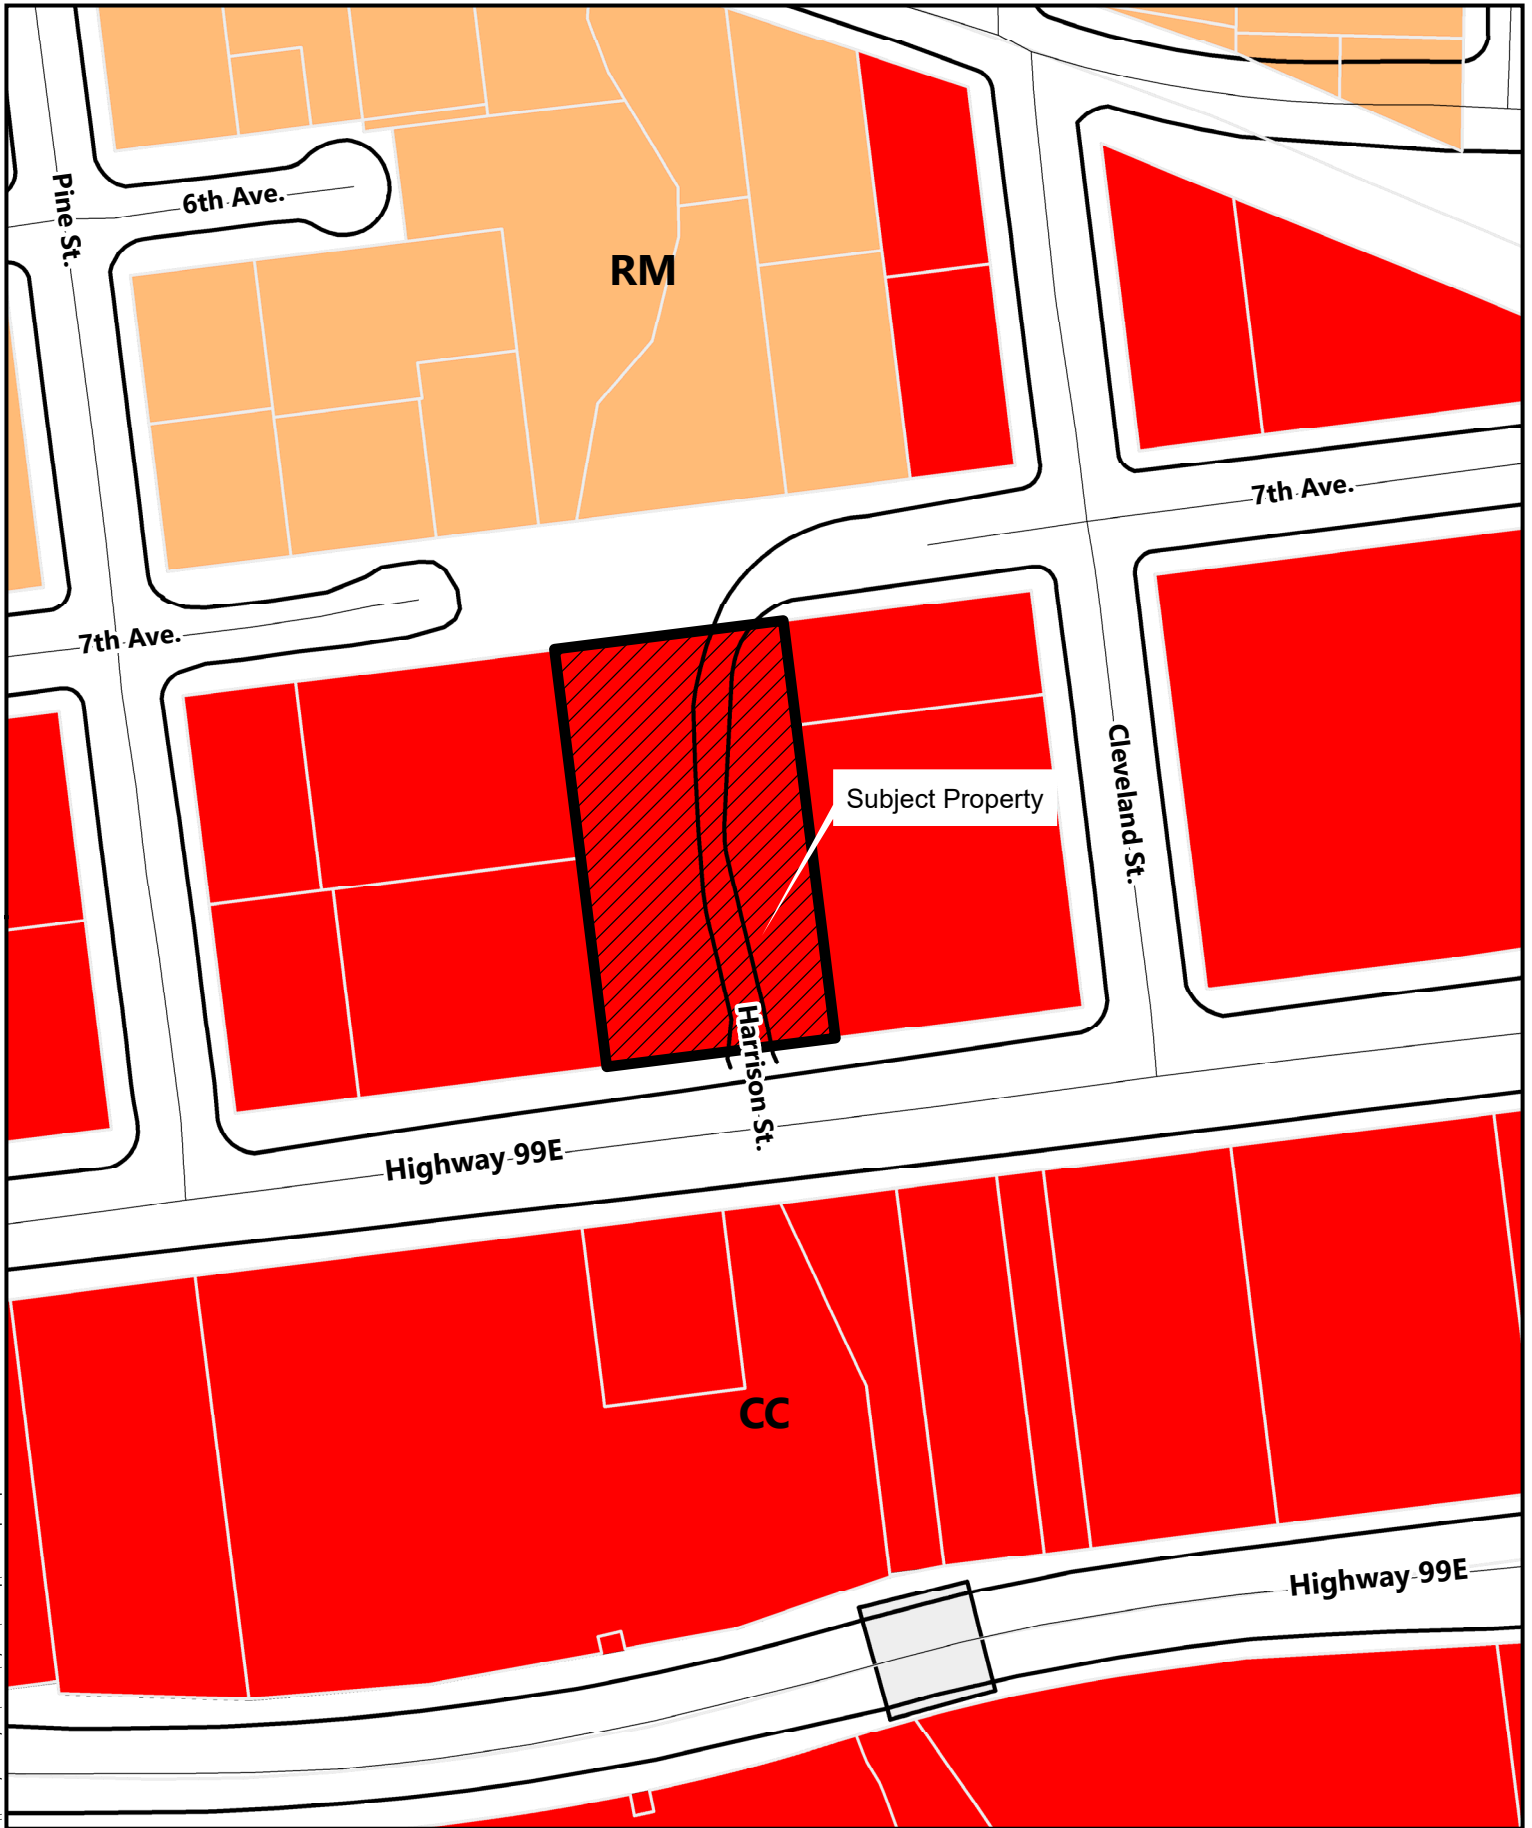 Pine St.
6th Ave.
RM
7th Ave.
7th Ave.
Cleveland St.
Subject Property
Harrison St.
Highway 99E
CC
Highway 99E